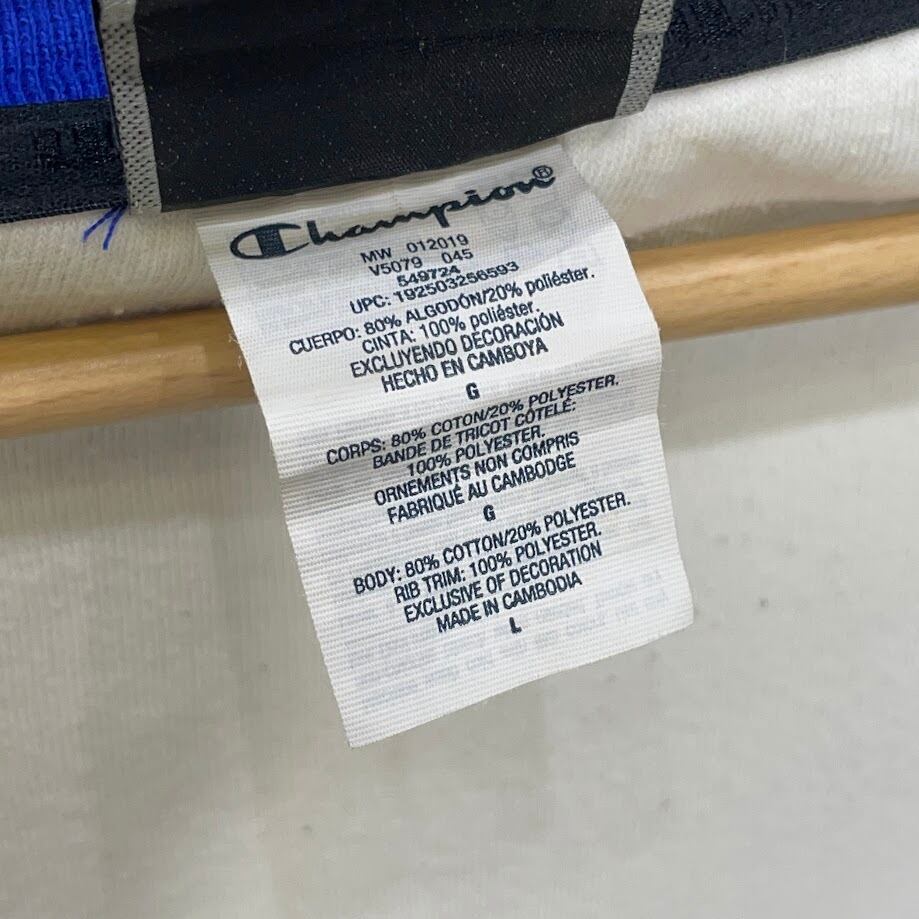 Champion®
MW 012019
V5079 045
549724
UPC: 192503256593
CUERPO: 80% ALGODÓN/20% poliéster.
CINTA: 100% poliéster.
EXCLUYENDO DECORACIÓN
HECHO EN CAMBOYA
G
CORPS: 80% COTON/20% POLYESTER.
BANDE DE TRICOT CÔTELÉ:
100% POLYESTER.
ORNEMENTS NON COMPRIS
FABRIQUÉ AU CAMBODGE
G
BODY: 80% COTTON/20% POLYESTER.
RIB TRIM: 100% POLYESTER.
EXCLUSIVE OF DECORATION
MADE IN CAMBODIA
L